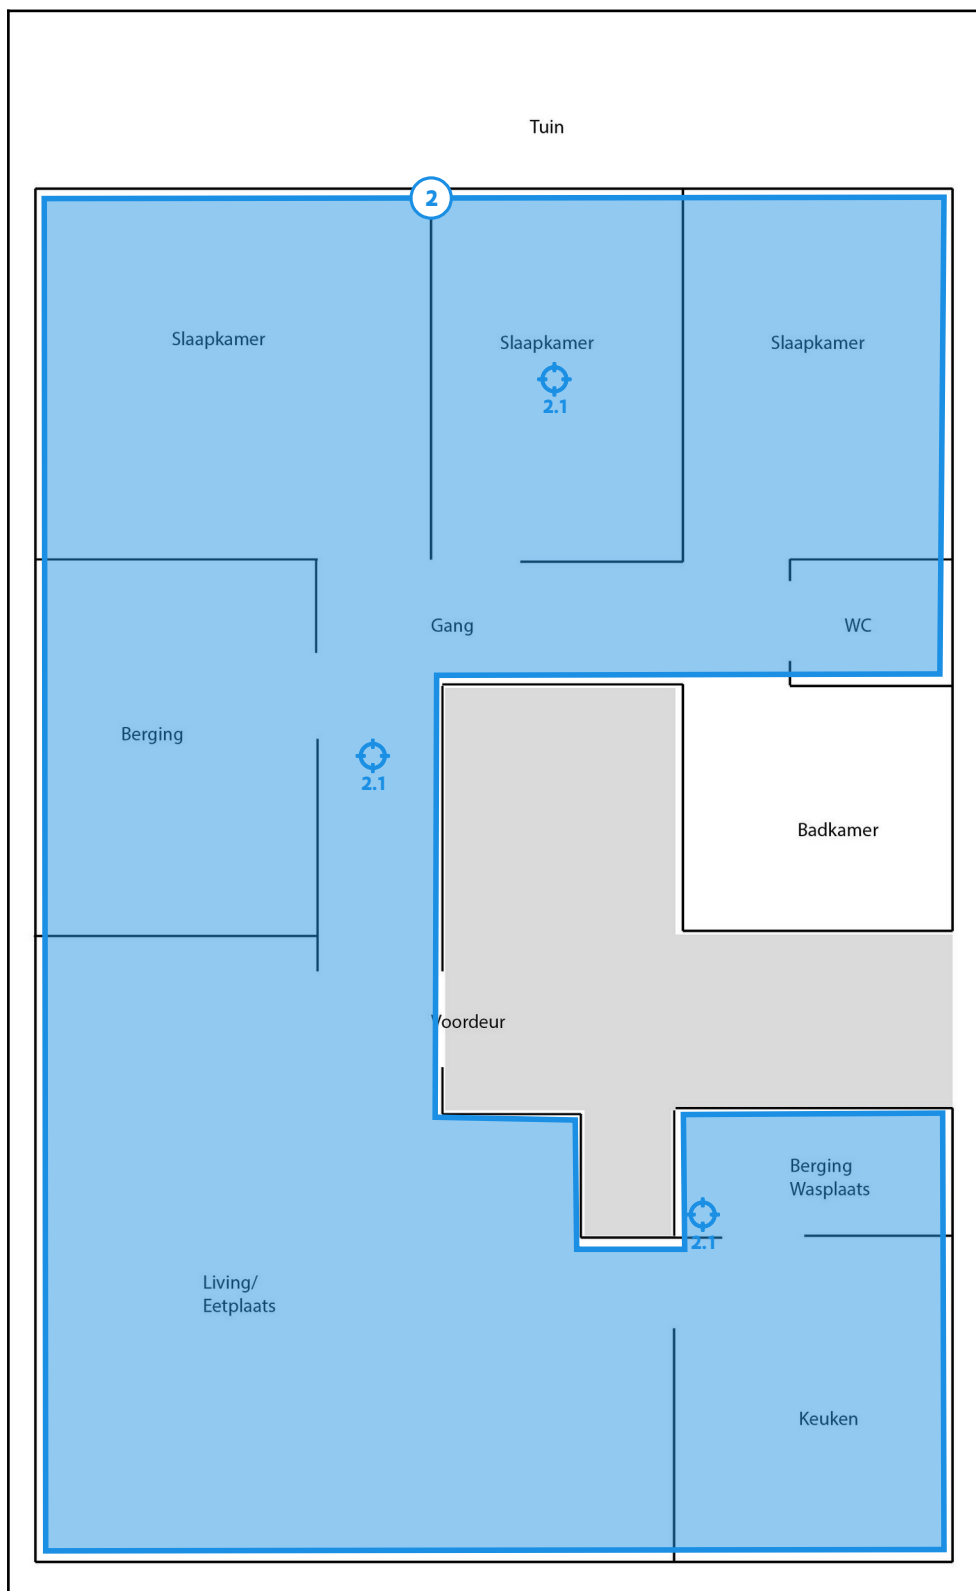 Tuin
2
Slaapkamer
Slaapkamer
Slaapkamer
2.1
Gang
WC
Berging
2.1
Badkamer
Voordeur
Berging
Wasplaats
2.1
Living/
Eetplaats
Keuken